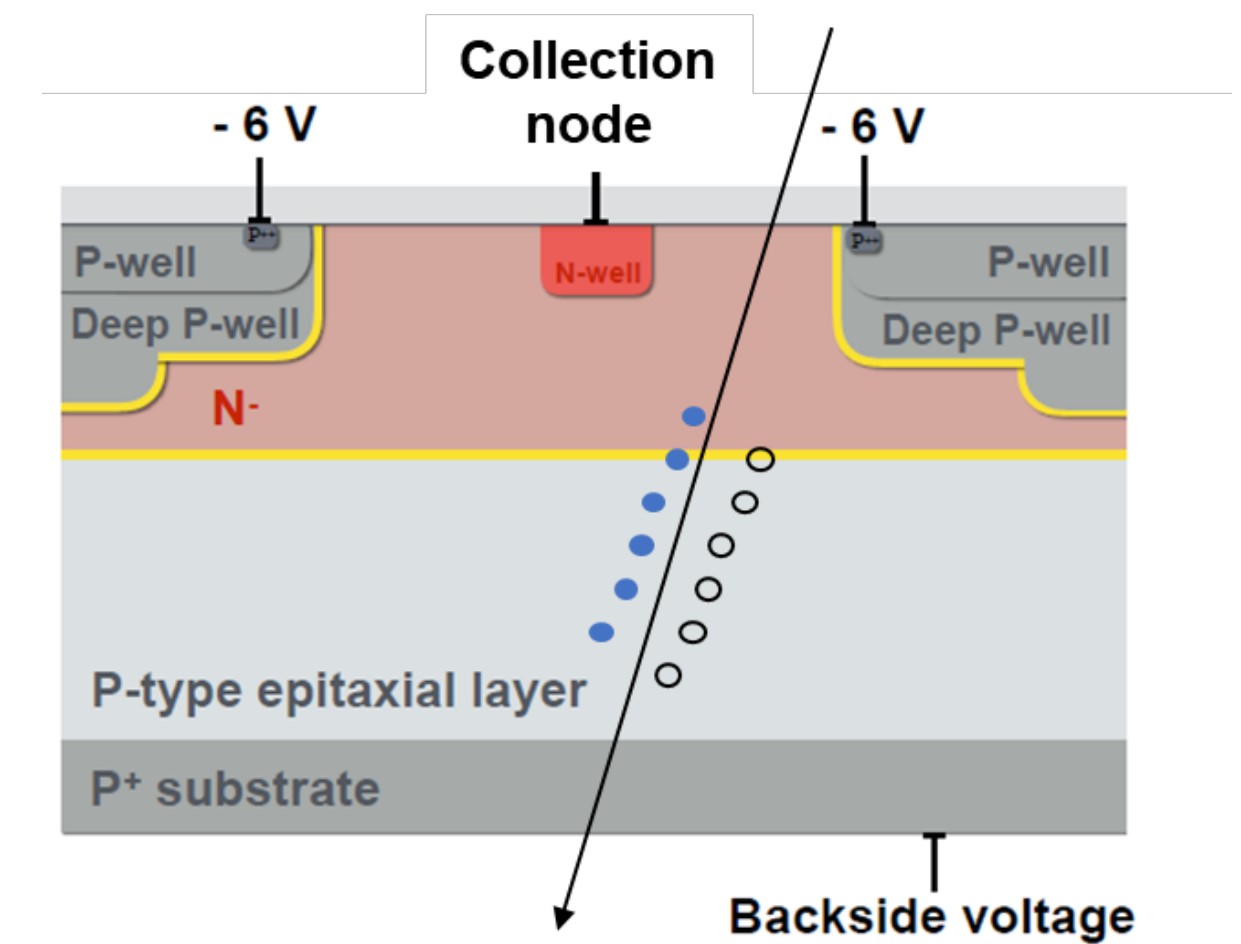 Collection
node
- 6 V
- 6 V
P++
P++
P-well
N-well
P-well
Deep P-well
Deep P-well
N-
P-type epitaxial layer
P+ substrate
Backside voltage